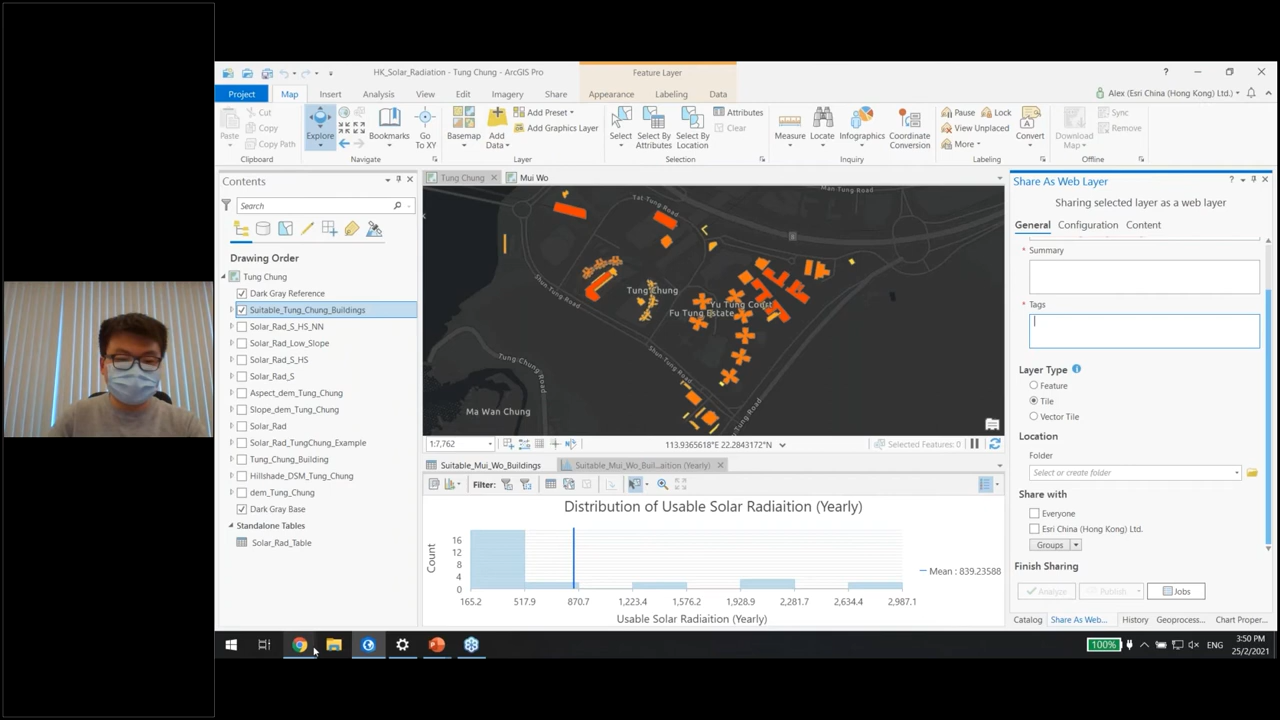 HK_Solar_Radiation - Tung Chung - ArcGIS Pro
Feature Layer
Project
Map
Insert
Analysis
View
Edit
Imagery
Share
Appearance
Labeling
Data
Alex (Esri China (Hong Kong) Ltd.)
Paste
Cut
Copy
Copy Path
Clipboard
Explore
Bookmarks
Go To XY
Navigate
Basemap
Add Data
Add Preset
Add Graphics Layer
Layer
Select
Select By Attributes
Select By Location
Attributes
Clear
Selection
Measure
Locate
Infographics
Coordinate Conversion
Inquiry
Pause
Lock
View Unplaced
More
Labeling
Convert
Download Map
Sync
Remove
Offline
Contents
Search
Drawing Order
Tung Chung
Dark Gray Reference
Suitable_Tung_Chung_Buildings
Solar_Rad_S_HS_NN
Solar_Rad_Low_Slope
Solar_Rad_S_HS
Solar_Rad_S
Aspect_dem_Tung_Chung
Slope_dem_Tung_Chung
Solar_Rad
Solar_Rad_TungChung_Example
Tung_Chung_Building
Hillshade_DSM_Tung_Chung
dem_Tung_Chung
Dark Gray Base
Standalone Tables
Solar_Rad_Table
Tung Chung
Mui Wo
Tat Tung Road
Man Tung Road
Shun Tung Road
Tung Chung
Yu Tung Court
Fu Tung Estate
Shun Tung Road
Tung Chung Road
Tung Road
Ma Wan Chung
1:7,762
113.9365618°E 22.2843172°N
Selected Features: 0
Suitable_Mui_Wo_Buildings
Suitable_Mui_Wo_Buil...aition (Yearly)
Filter:
Distribution of Usable Solar Radiaition (Yearly)
Count
16
12
8
4
0
165.2
517.9
870.7
1,223.4
1,576.2
1,928.9
2,281.7
2,634.4
2,987.1
Usable Solar Radiaition (Yearly)
Mean : 839.23588
Share As Web Layer
Sharing selected layer as a web layer
General
Configuration
Content
* Summary
* Tags
Layer Type
Feature
Tile
Vector Tile
Location
Folder
Select or create folder
Share with
Everyone
Esri China (Hong Kong) Ltd.
Groups
Finish Sharing
Analyze
Publish
Jobs
Catalog
Share As Web...
History
Geoprocess...
Chart Proper...
100%
ENG
3:50 PM
25/2/2021